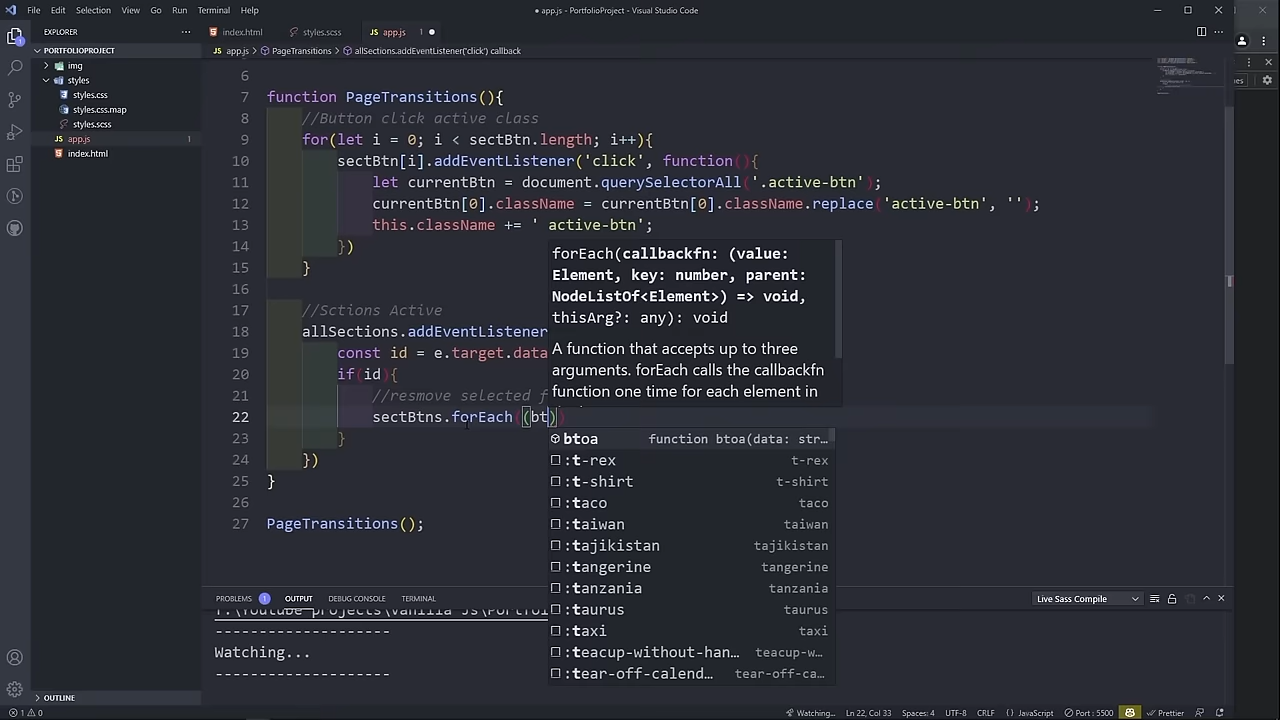 File Edit Selection View Go Run Terminal Help
● app.js - PortfolioProject - Visual Studio Code
EXPLORER
index.html
styles.scss
app.js 1
PORTFOLIOPROJECT
app.js > PageTransitions > allSections.addEventListener('click') callback
img
styles
styles.css
styles.css.map
styles.scss
app.js 1
index.html
6
7 function PageTransitions(){
8 //Button click active class
9 for(let i = 0; i < sectBtn.length; i++){
10 sectBtn[i].addEventListener('click', function(){
11 let currentBtn = document.querySelectorAll('.active-btn');
12 currentBtn[0].className = currentBtn[0].className.replace('active-btn', '');
13 this.className += ' active-btn';
14 })
15 }
16
17 //Sctions Active
18 allSections.addEventListener
19 const id = e.target.data
20 if(id){
21 //resmove selected f
22 sectBtns.forEach((bt))
23 }
24 })
25 }
26
27 PageTransitions();
forEach(callbackfn: (value:
Element, key: number, parent:
NodeListOf<Element>) => void,
thisArg?: any): void
A function that accepts up to three
arguments. forEach calls the callbackfn
function one time for each element in
btoa function btoa(data: str…
:t-rex t-rex
:t-shirt t-shirt
:taco taco
:taiwan taiwan
:tajikistan tajikistan
:tangerine tangerine
:tanzania tanzania
:taurus taurus
:taxi taxi
:teacup-without-han… teacup-w…
:tear-off-calend… tear-off-ca…
PROBLEMS 1 OUTPUT DEBUG CONSOLE TERMINAL
Live Sass Compile
-------------------
Watching...
-------------------
OUTLINE
1 0
Watching... Ln 22, Col 33 Spaces: 4 UTF-8 CRLF JavaScript Port : 5500 Prettier